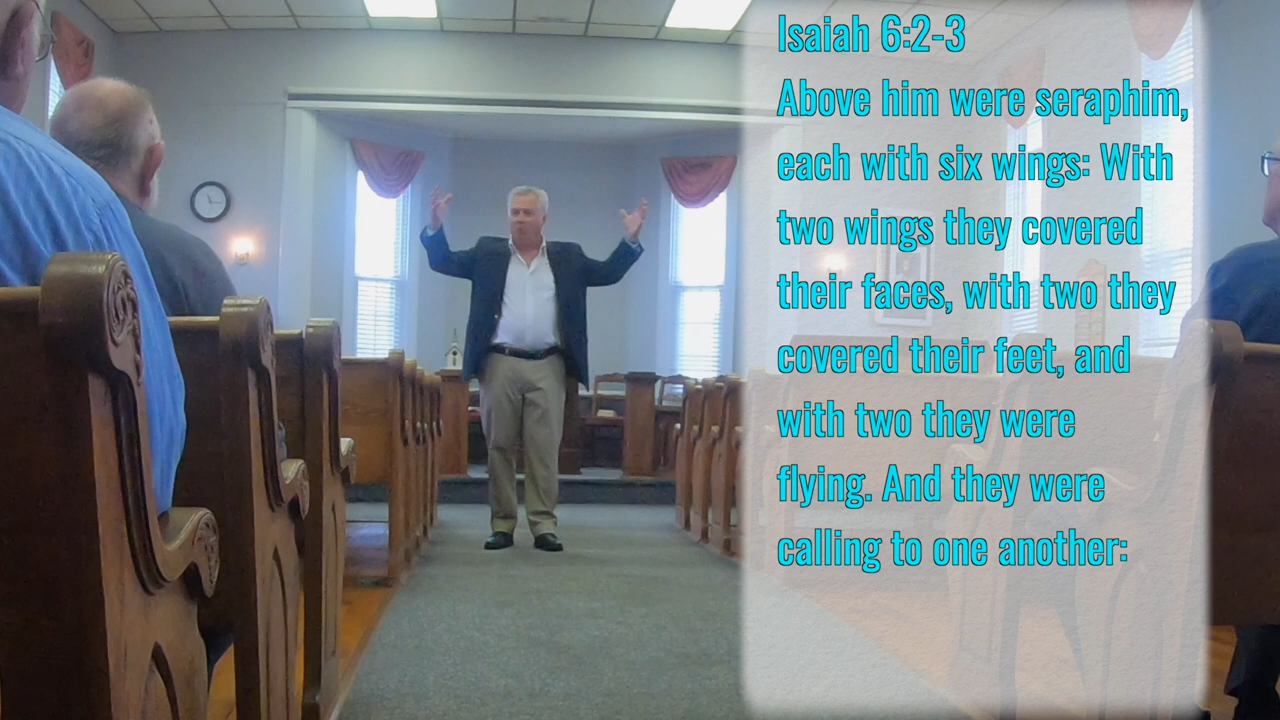 Isaiah 6:2-3
Above him were seraphim,
each with six wings: With
two wings they covered
their faces, with two they
covered their feet, and
with two they were
flying. And they were
calling to one another: